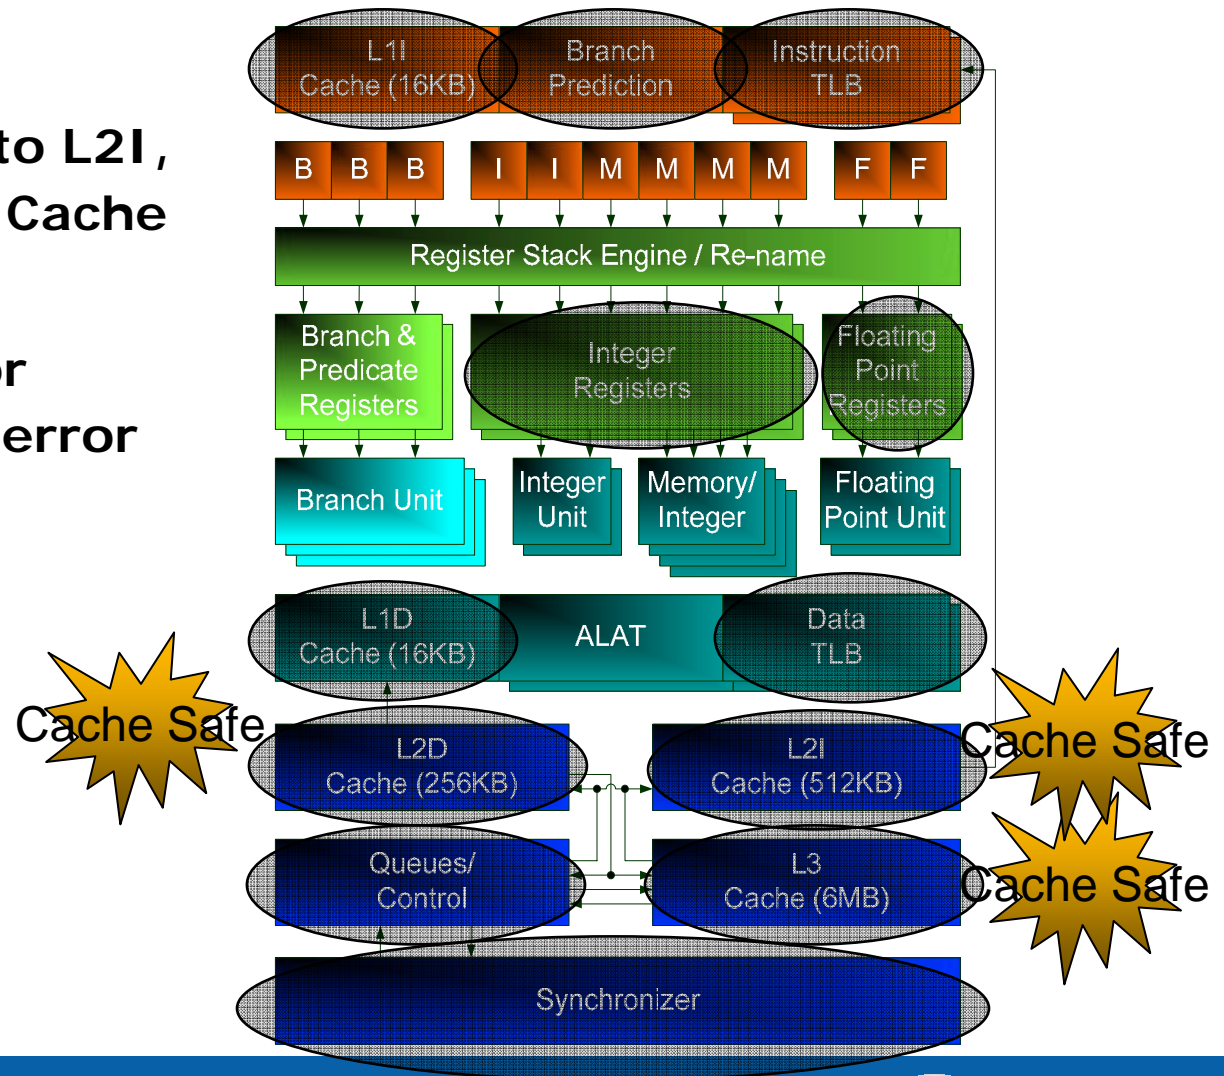 to L2I,
Cache
or
error
L1I
Cache (16KB)
Branch
Prediction
Instruction
TLB
B B B I I M M M M F F
Register Stack Engine / Re-name
Branch &
Predicate
Registers
Integer
Registers
Floating
Point
Registers
Branch Unit
Integer
Unit
Memory/
Integer
Floating
Point Unit
L1D
Cache (16KB)
ALAT
Data
TLB
Cache Safe
L2D
Cache (256KB)
L2I
Cache (512KB)
Cache Safe
Queues/
Control
L3
Cache (6MB)
Cache Safe
Synchronizer